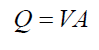 Q = VA